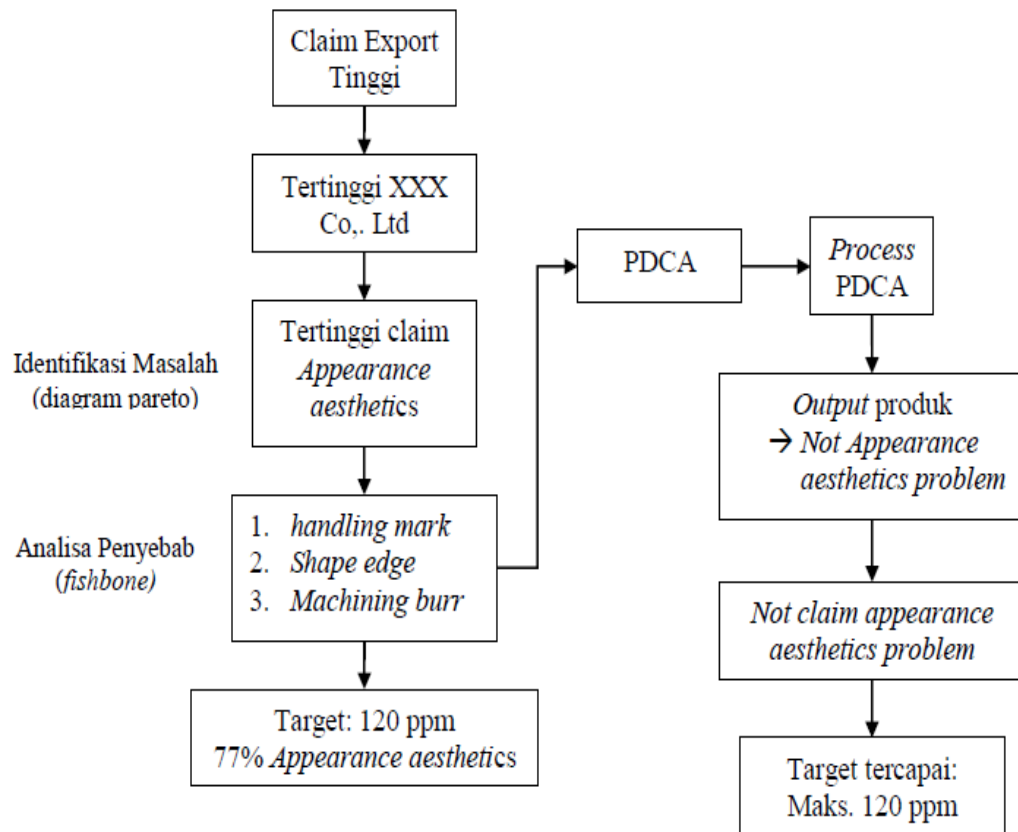 Claim Export
Tinggi
Tertinggi XXX
Co,. Ltd
Identifikasi Masalah
(diagram pareto)
Tertinggi claim
Appearance
aesthetics
Analisa Penyebab
(fishbone)
1. handling mark
2. Shape edge
3. Machining burr
Target: 120 ppm
77% Appearance aesthetics
PDCA
Process
PDCA
Output produk
→ Not Appearance
aesthetics problem
Not claim appearance
aesthetics problem
Target tercapai:
Maks. 120 ppm